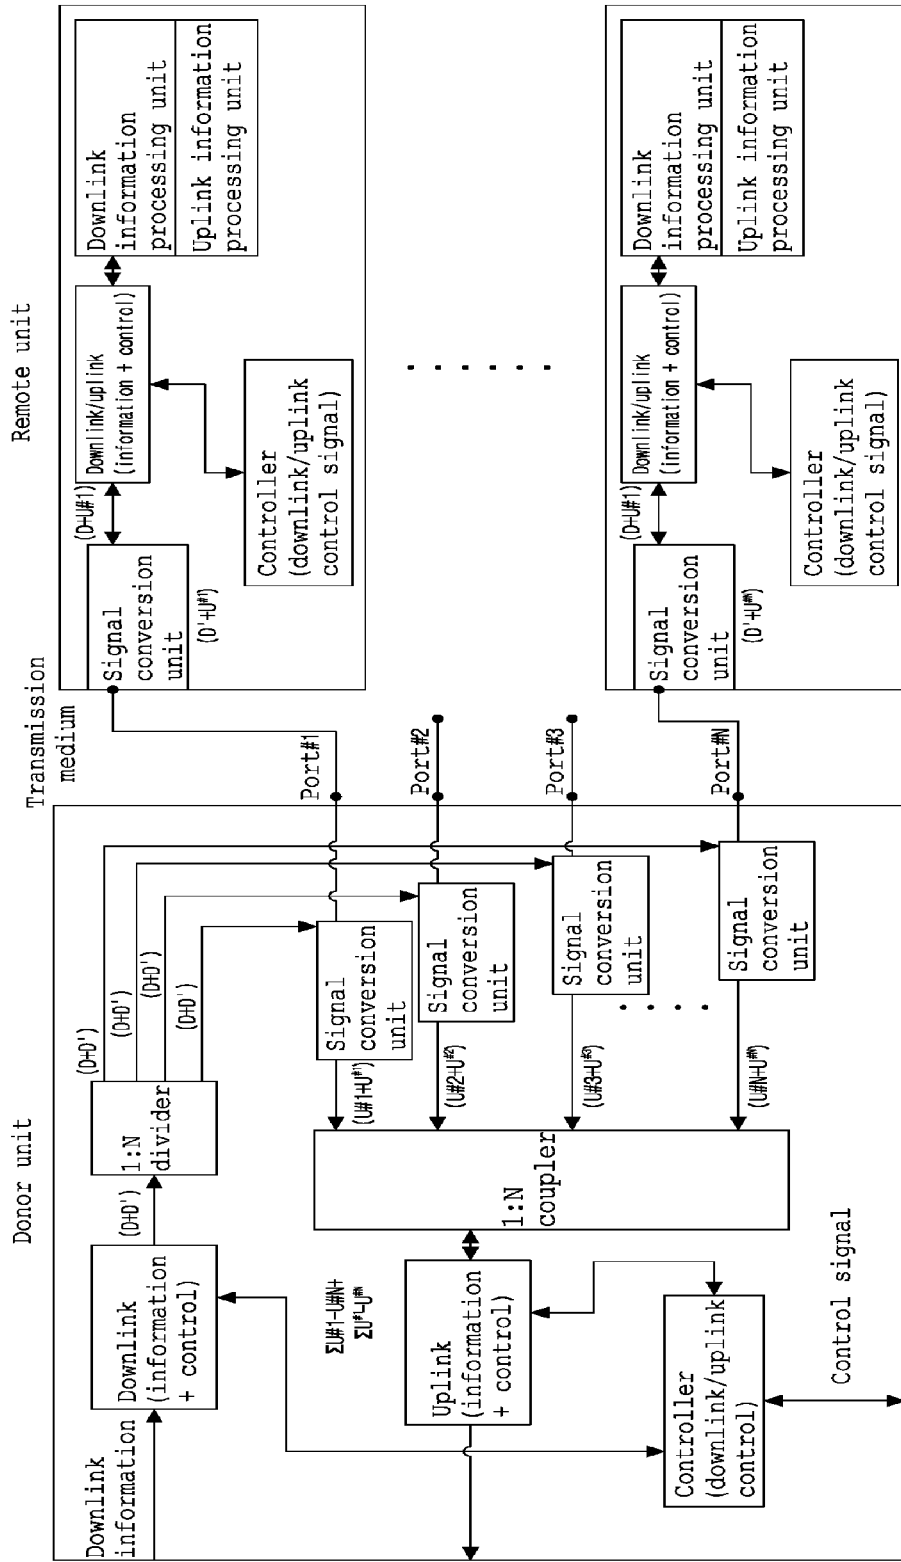 Donor unit
Transmission
medium
Remote unit
Downlink
information
Downlink
(information
+ control)
(D+D')
1:N
divider
(D+D')
(D+D')
(D+D')
(D+D')
Signal
conversion
unit
Signal
conversion
unit
Signal
conversion
unit
Signal
conversion
unit
(U#1+U#1')
(U#2+U#2')
(U#3+U#3')
(U#N+U#N')
1:N
coupler
ΣU#1~U#N+
Uplink
(information
+ control)
Controller
(downlink/uplink
control)
Control signal
Port#1
Port#2
Port#3
Port#N
Signal
conversion
unit
(D+U#1)
Downlink/uplink
(information + control)
Downlink
information
processing unit
Uplink information
processing unit
Controller
(downlink/uplink
control signal)
Signal
conversion
unit
(D+U#1)
Downlink/uplink
(information + control)
Downlink
information
processing unit
Uplink information
processing unit
Controller
(downlink/uplink
control signal)